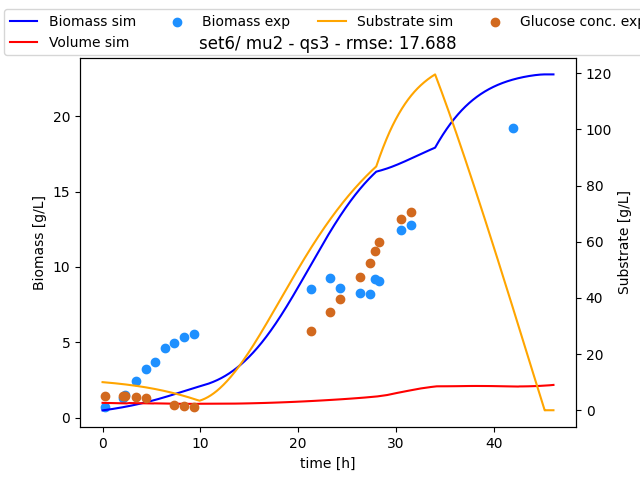 Biomass sim
Biomass exp
Substrate sim
Glucose conc. exp
Volume sim
set6/ mu2 - qs3 - rmse: 17.688
Biomass [g/L]
20
15
10
5
0
120
100
80
60
40
20
0
Substrate [g/L]
0 10 20 30 40
time [h]